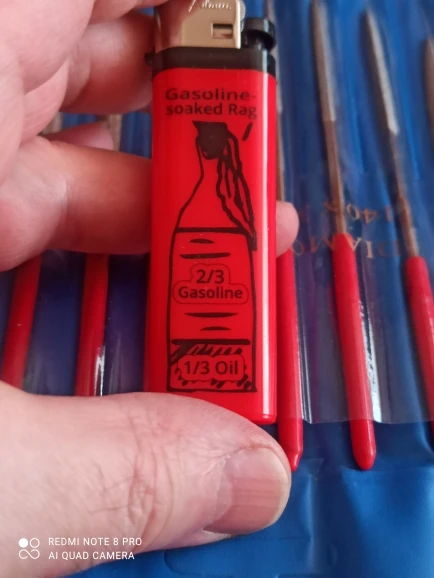 Gasoline-
soaked Rag
2/3
Gasoline
1/3 Oil
REDMI NOTE 8 PRO
AI QUAD CAMERA